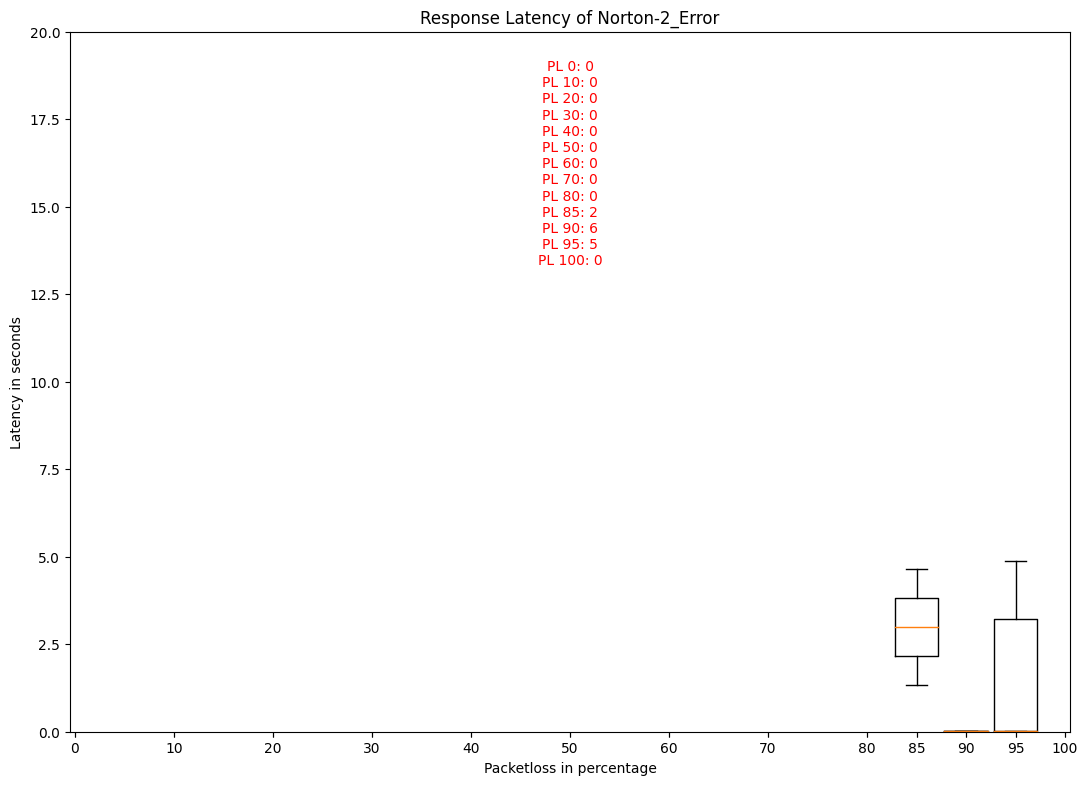 Response Latency of Norton-2_Error
20.0
17.5
15.0
12.5
10.0
7.5
5.0
2.5
0.0
Latency in seconds
PL 0: 0
PL 10: 0
PL 20: 0
PL 30: 0
PL 40: 0
PL 50: 0
PL 60: 0
PL 70: 0
PL 80: 0
PL 85: 2
PL 90: 6
PL 95: 5
PL 100: 0
0 10 20 30 40 50 60 70 80 85 90 95 100
Packetloss in percentage